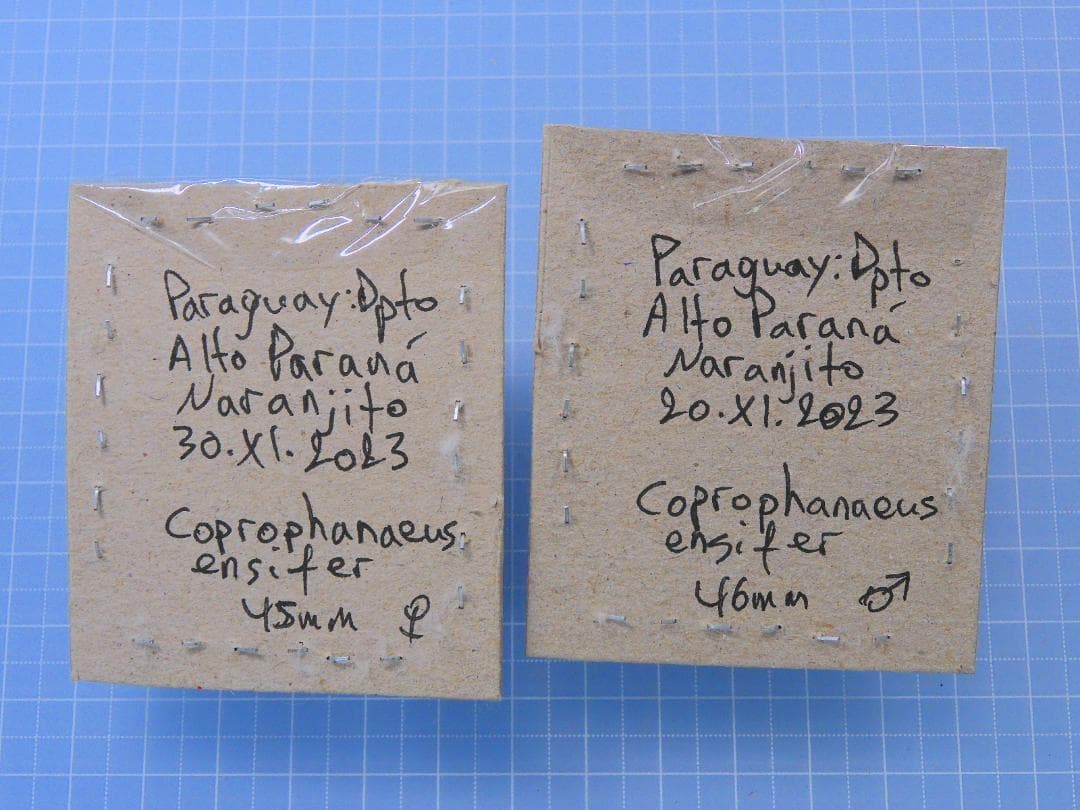 Paraguay: Dpto
Alto Paraná
Naranjito
30.XI.2023
Coprophanaeus
ensifer
45mm ♀
Paraguay: Dpto
Alto Paraná
Naranjito
20.XI.2023
Coprophanaeus
ensifer
46mm ♂